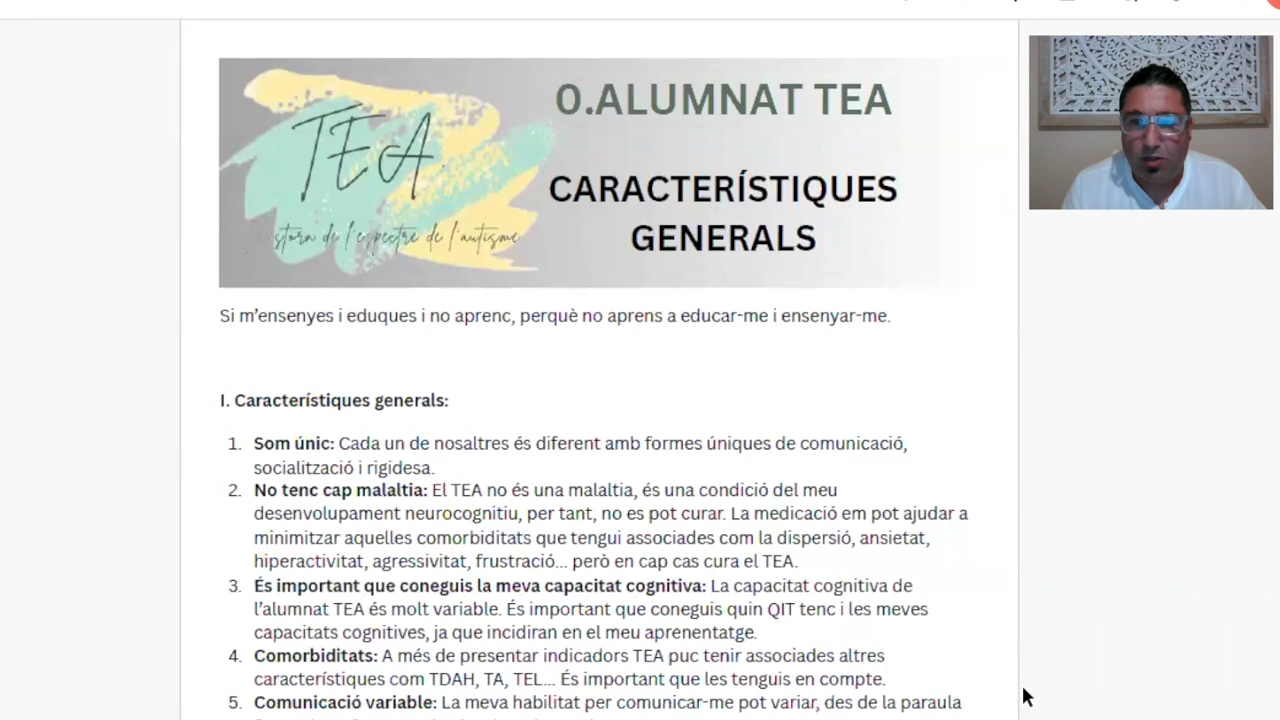 TEA
storn de l'espectre de l'autisme
0.ALUMNAT TEA
CARACTERÍSTIQUES
GENERALS
Si m'ensenyes i eduques i no aprenc, perquè no aprens a educar-me i ensenyar-me.
I. Característiques generals:
1. Som únic: Cada un de nosaltres és diferent amb formes úniques de comunicació,
socialització i rigidesa.
2. No tenc cap malaltia: El TEA no és una malaltia, és una condició del meu
desenvolupament neurocognitiu, per tant, no es pot curar. La medicació em pot ajudar a
minimitzar aquelles comorbiditats que tengui associades com la dispersió, ansietat,
hiperactivitat, agressivitat, frustració... però en cap cas cura el TEA.
3. És important que coneguis la meva capacitat cognitiva: La capacitat cognitiva de
l'alumnat TEA és molt variable. És important que coneguis quin QIT tenc i les meves
capacitats cognitives, ja que incidiran en el meu aprenentatge.
4. Comorbiditats: A més de presentar indicadors TEA puc tenir associades altres
característiques com TDAH, TA, TEL... És important que les tenguis en compte.
5. Comunicació variable: La meva habilitat per comunicar-me pot variar, des de la paraula